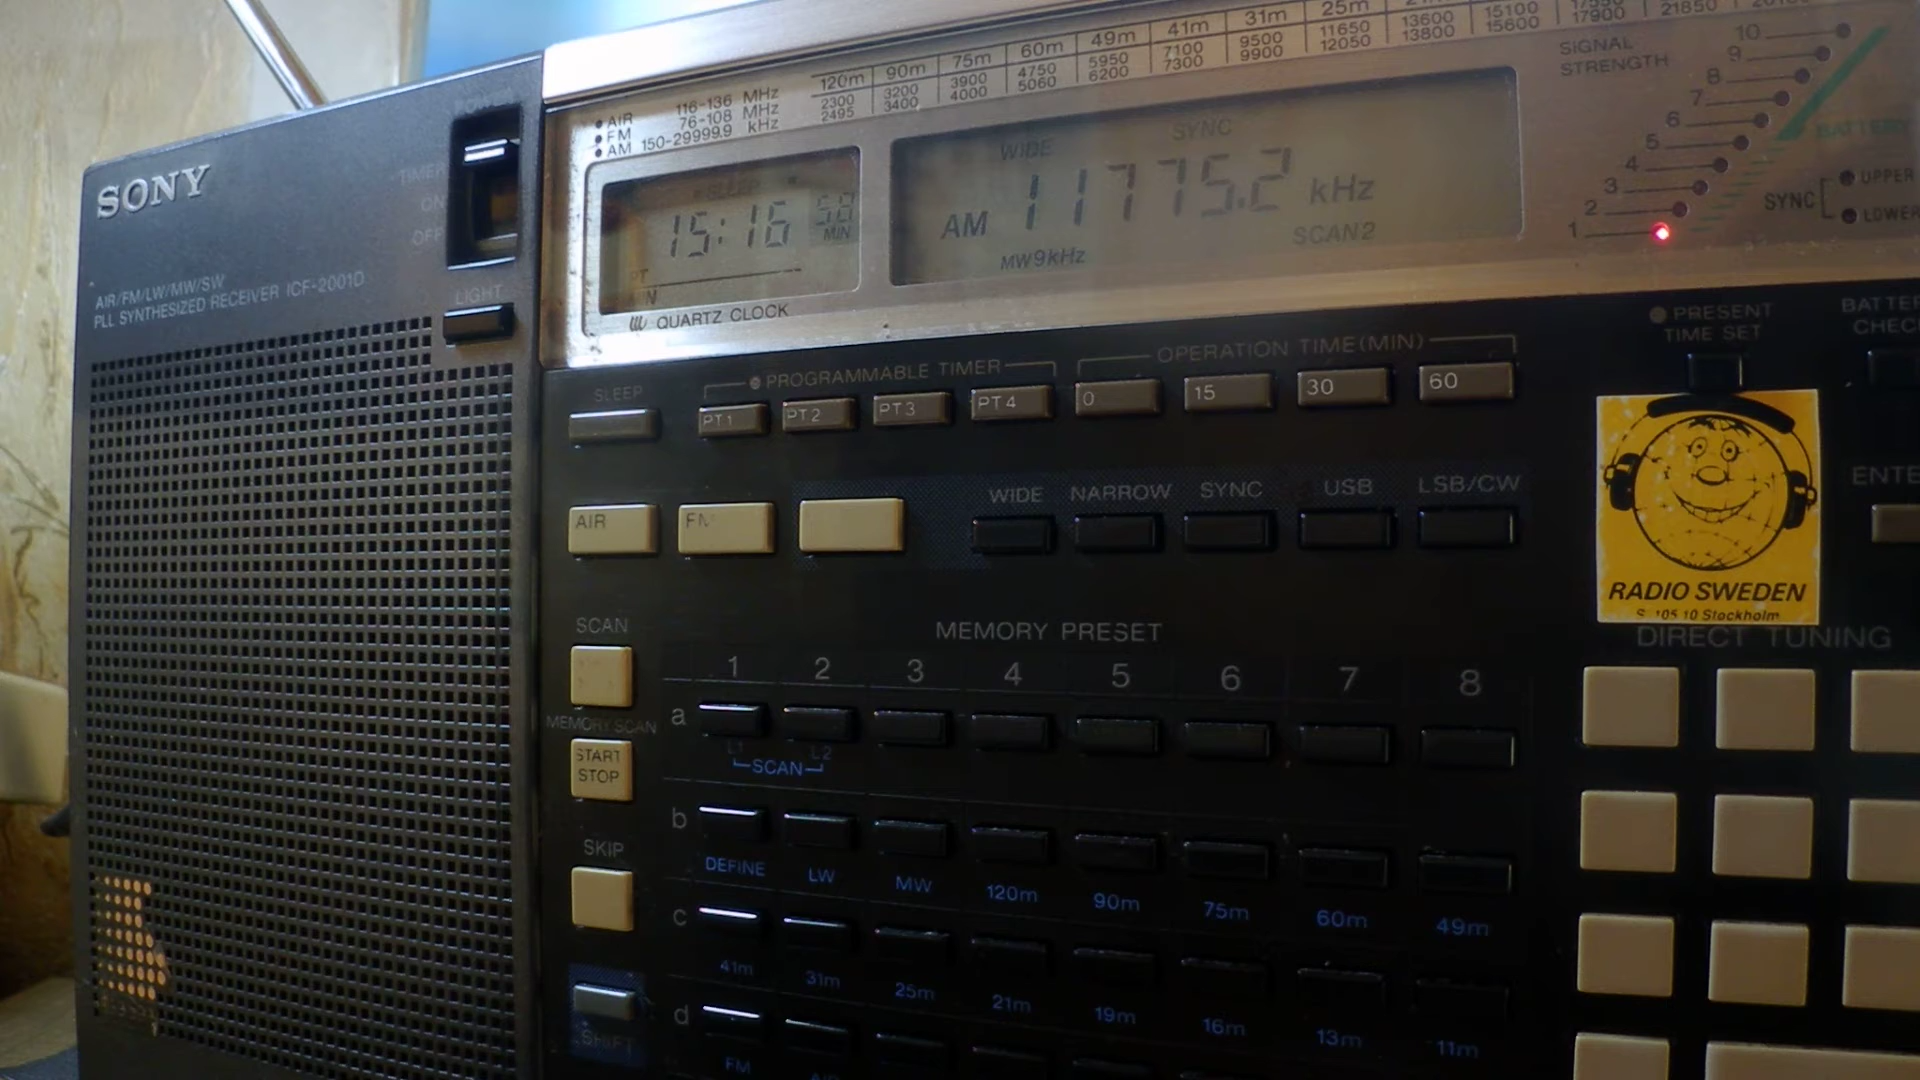 SONY
AIR/FM/LW/MW/SW
PLL SYNTHESIZED RECEIVER ICF-2001D
TIMER
ON
OFF
LIGHT
AIR 116-136 MHz
FM 76-108 MHz
AM 150-29999.9 kHz
120m 90m 75m 60m 49m 41m 31m 25m
2300 3200 3900 4750 5950 7100 9500 11650 13600 15100
2495 3400 4000 5060 6200 7300 9900 12050 13800 15600 17900 21850
SLEEP
15:16 58
MIN
QUARTZ CLOCK
WIDE SYNC
AM 11775.2 kHz
MW9kHz SCAN2
SIGNAL
STRENGTH
10
9
8
7
6
5
4
3
2
1
BATTERY
SYNC UPPER
LOWER
SLEEP
PROGRAMMABLE TIMER
OPERATION TIME(MIN)
PT1 PT2 PT3 PT4 0 15 30 60
PRESENT
TIME SET
AIR FM
WIDE NARROW SYNC USB LSB/CW
RADIO SWEDEN
S-105 10 Stockholm
DIRECT TUNING
SCAN
MEMORY SCAN
START
STOP
SKIP
SHIFT
MEMORY PRESET
1 2 3 4 5 6 7 8
a
L1 L2
SCAN
b
DEFINE LW MW 120m 90m 75m 60m 49m
c
41m 31m 25m 21m 19m 16m 13m 11m
d
FM AIR